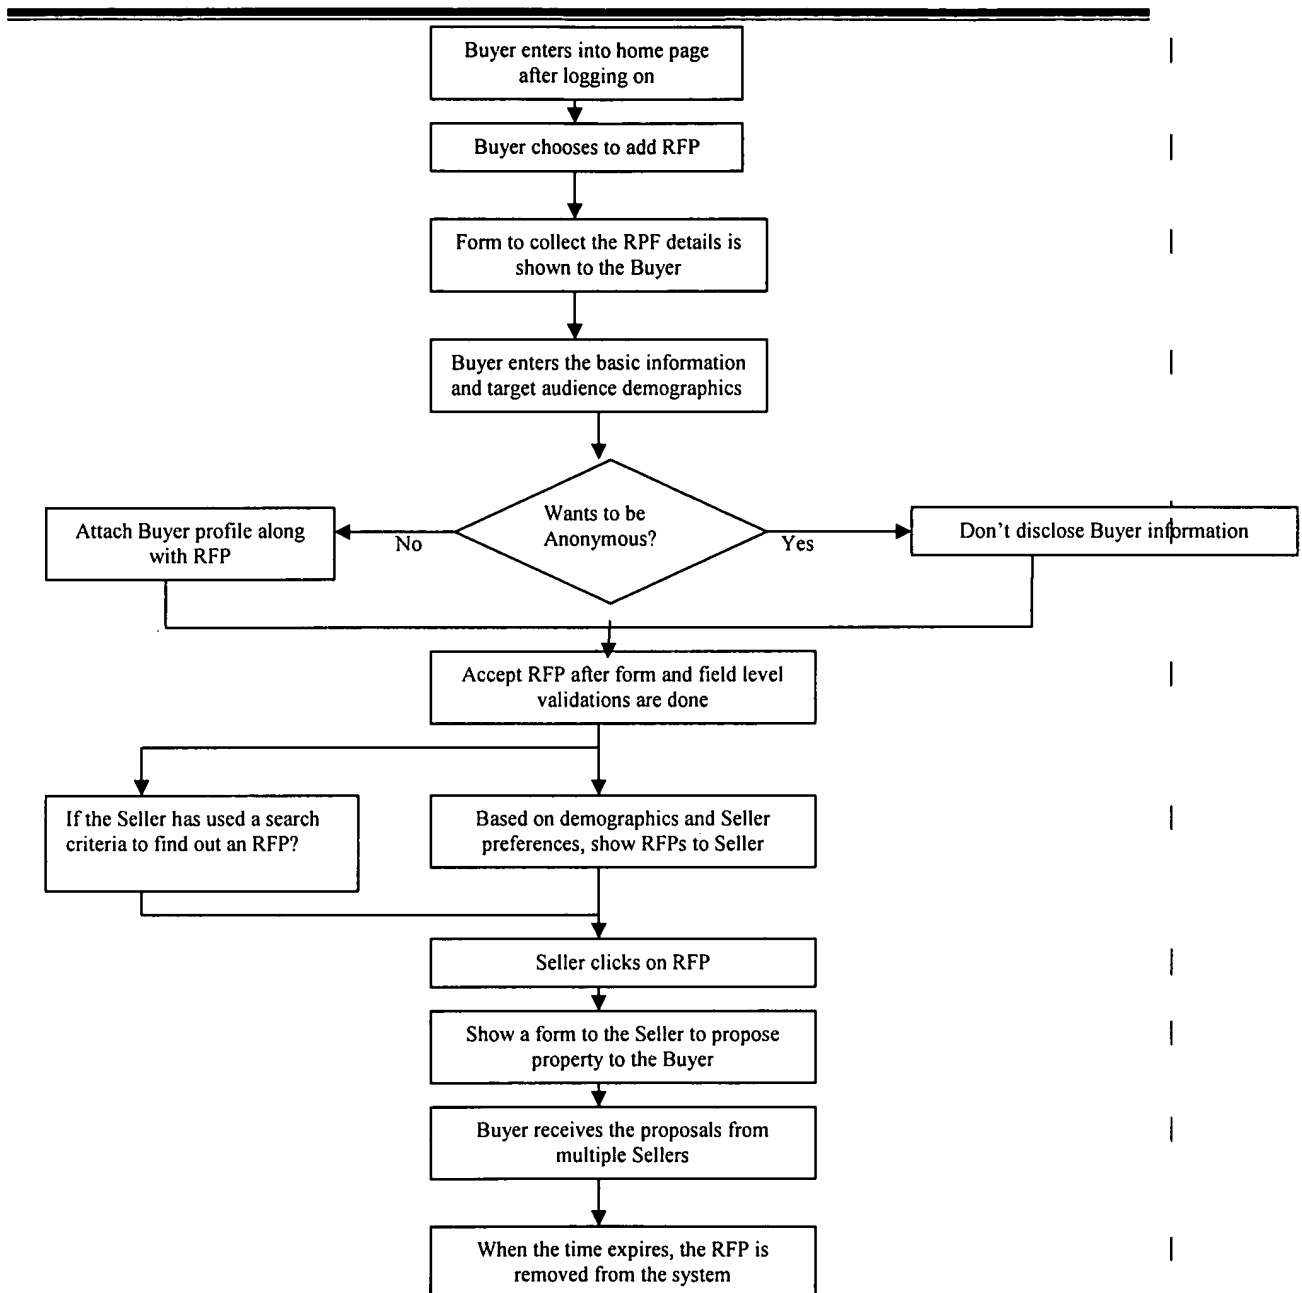 Buyer enters into home page
after logging on
Buyer chooses to add RFP
Form to collect the RPF details is
shown to the Buyer
Buyer enters the basic information
and target audience demographics
Wants to be
Anonymous?
Attach Buyer profile along
with RFP
No
Yes
Don't disclose Buyer information
Accept RFP after form and field level
validations are done
If the Seller has used a search
criteria to find out an RFP?
Based on demographics and Seller
preferences, show RFPs to Seller
Seller clicks on RFP
Show a form to the Seller to propose
property to the Buyer
Buyer receives the proposals from
multiple Sellers
When the time expires, the RFP is
removed from the system